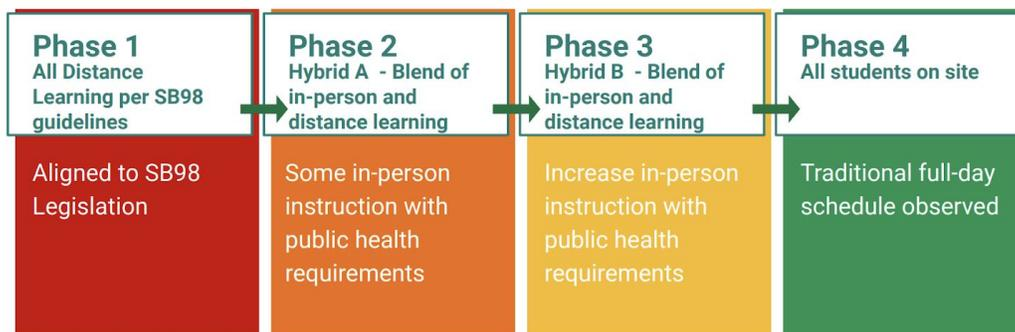 Phase 1
All Distance
Learning per SB98
guidelines
Aligned to SB98
Legislation
Phase 2
Hybrid A - Blend of
in-person and
distance learning
Some in-person
instruction with
public health
requirements
Phase 3
Hybrid B - Blend of
in-person and
distance learning
Increase in-person
instruction with
public health
requirements
Phase 4
All students on site
Traditional full-day
schedule observed